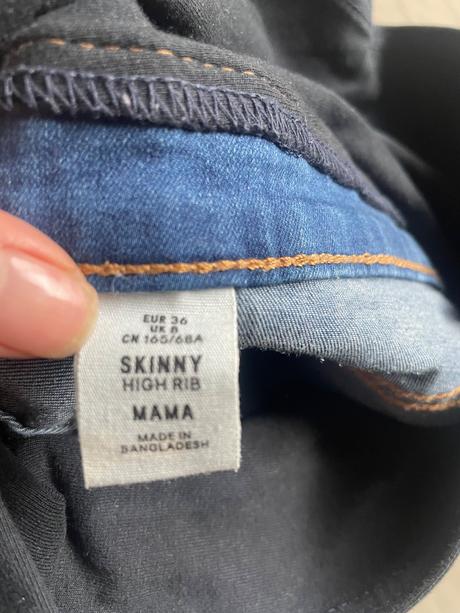 EUR 36
UK 8
CN 165/68A
SKINNY
HIGH RIB
MAMA
MADE IN
BANGLADESH